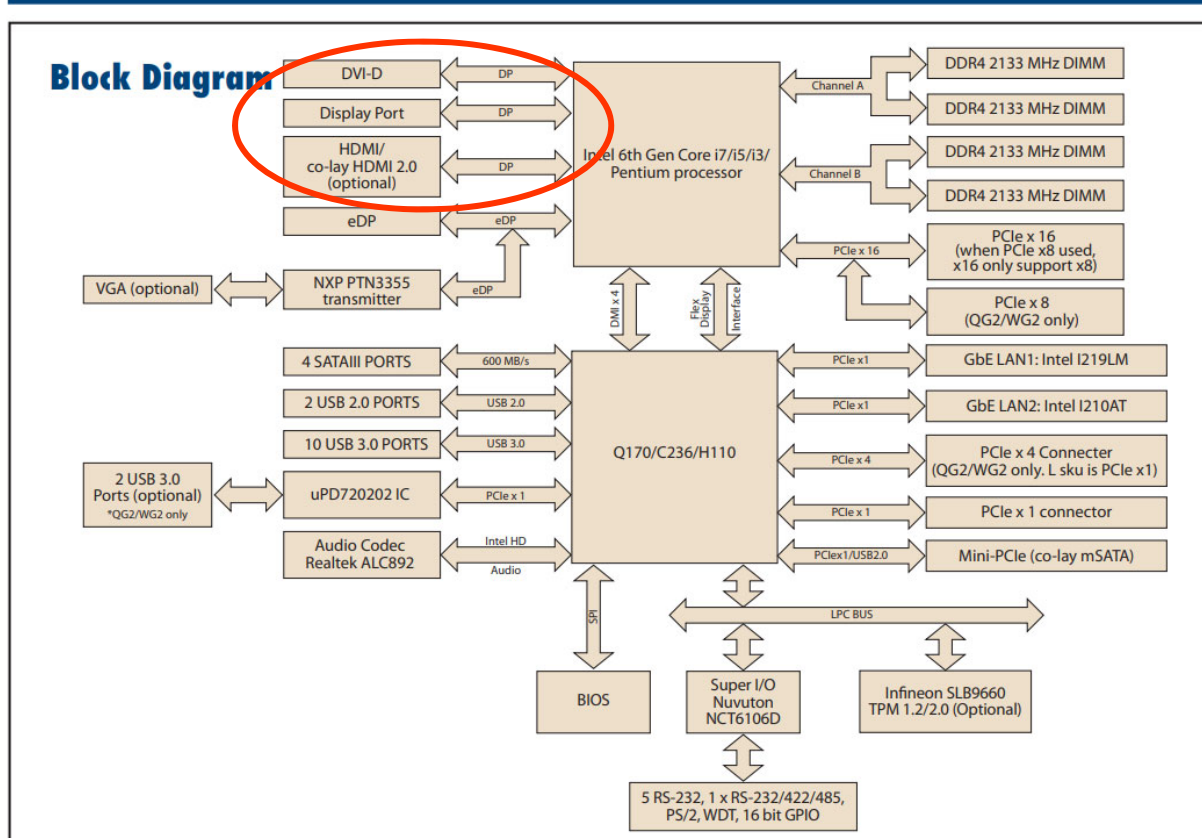 Block Diagram
DVI-D
DP
Display Port
DP
HDMI/
co-lay HDMI 2.0
(optional)
DP
eDP
eDP
VGA (optional)
NXP PTN3355
transmitter
eDP
Intel 6th Gen Core i7/i5/i3/
Pentium processor
Channel A
DDR4 2133 MHz DIMM
DDR4 2133 MHz DIMM
Channel B
DDR4 2133 MHz DIMM
DDR4 2133 MHz DIMM
PCIe x 16
PCIe x 16
(when PCIe x8 used,
x16 only support x8)
PCIe x 8
(QG2/WG2 only)
DMI x 4
Flex
Display
Interface
4 SATAIII PORTS
600 MB/s
2 USB 2.0 PORTS
USB 2.0
10 USB 3.0 PORTS
USB 3.0
2 USB 3.0
Ports (optional)
*QG2/WG2 only
uPD720202 IC
PCIe x 1
Audio Codec
Realtek ALC892
Intel HD
Audio
Q170/C236/H110
PCIe x1
GbE LAN1: Intel I219LM
PCIe x1
GbE LAN2: Intel I210AT
PCIe x 4
PCIe x 4 Connecter
(QG2/WG2 only. L sku is PCIe x1)
PCIe x 1
PCIe x 1 connector
PCIex1/USB2.0
Mini-PCIe (co-lay mSATA)
SPI
LPC BUS
BIOS
Super I/O
Nuvuton
NCT6106D
Infineon SLB9660
TPM 1.2/2.0 (Optional)
5 RS-232, 1 x RS-232/422/485,
PS/2, WDT, 16 bit GPIO